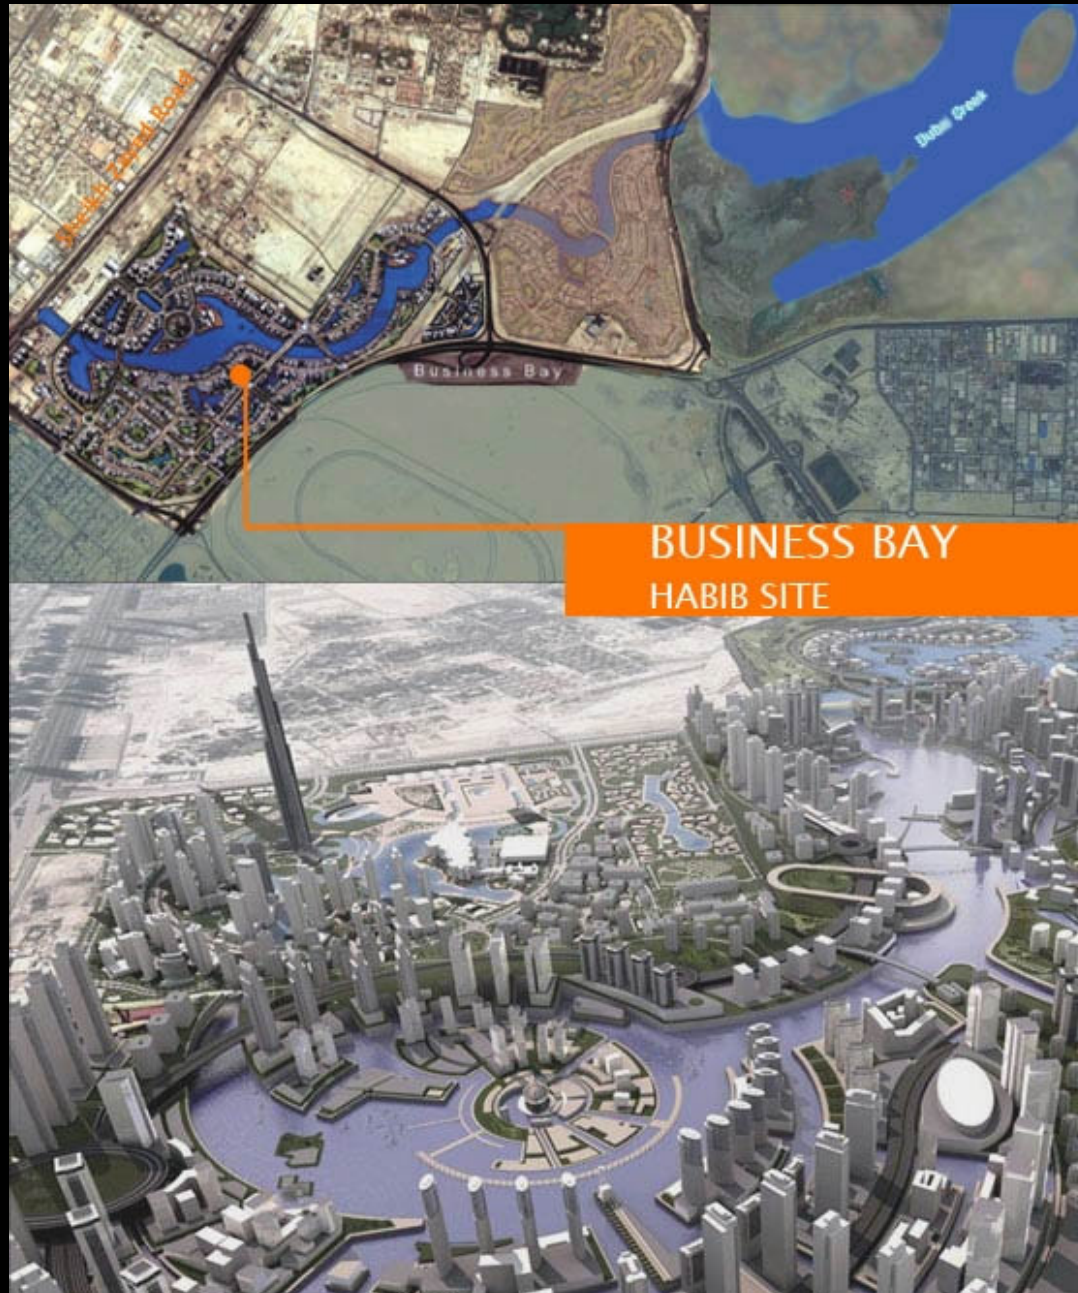 Sheikh Zayed Road
Dubai Creek
Business Bay
BUSINESS BAY
HABIB SITE